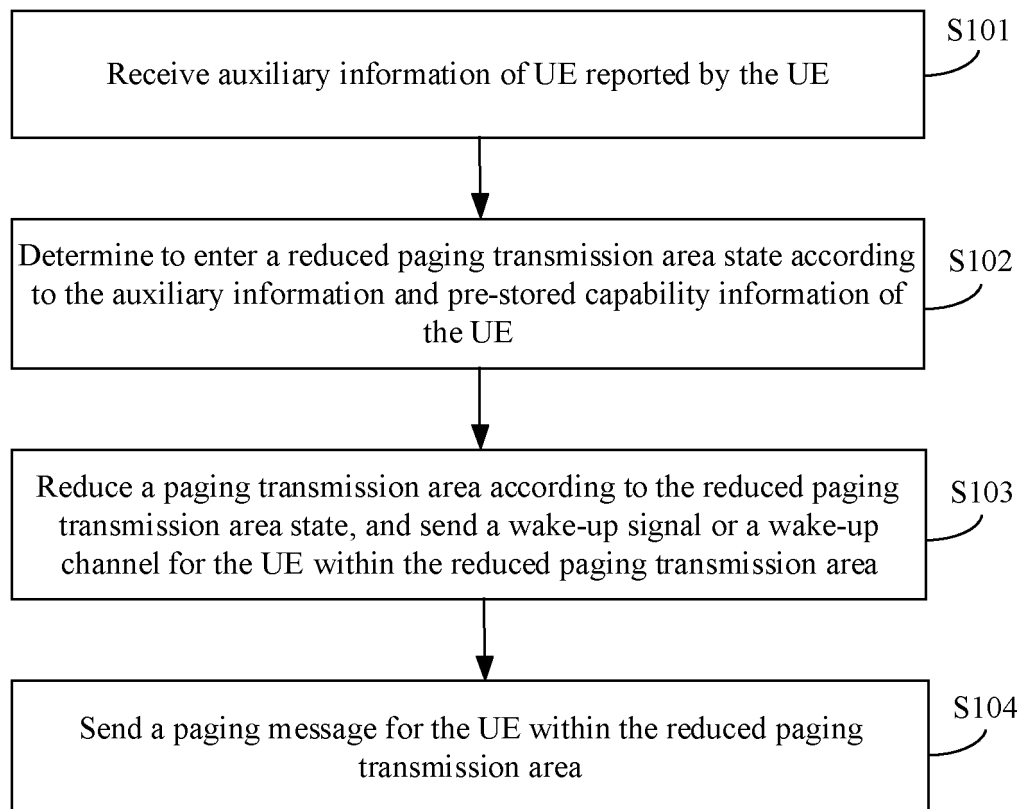 S101
Receive auxiliary information of UE reported by the UE
S102
Determine to enter a reduced paging transmission area state according
to the auxiliary information and pre-stored capability information of
the UE
S103
Reduce a paging transmission area according to the reduced paging
transmission area state, and send a wake-up signal or a wake-up
channel for the UE within the reduced paging transmission area
S104
Send a paging message for the UE within the reduced paging
transmission area